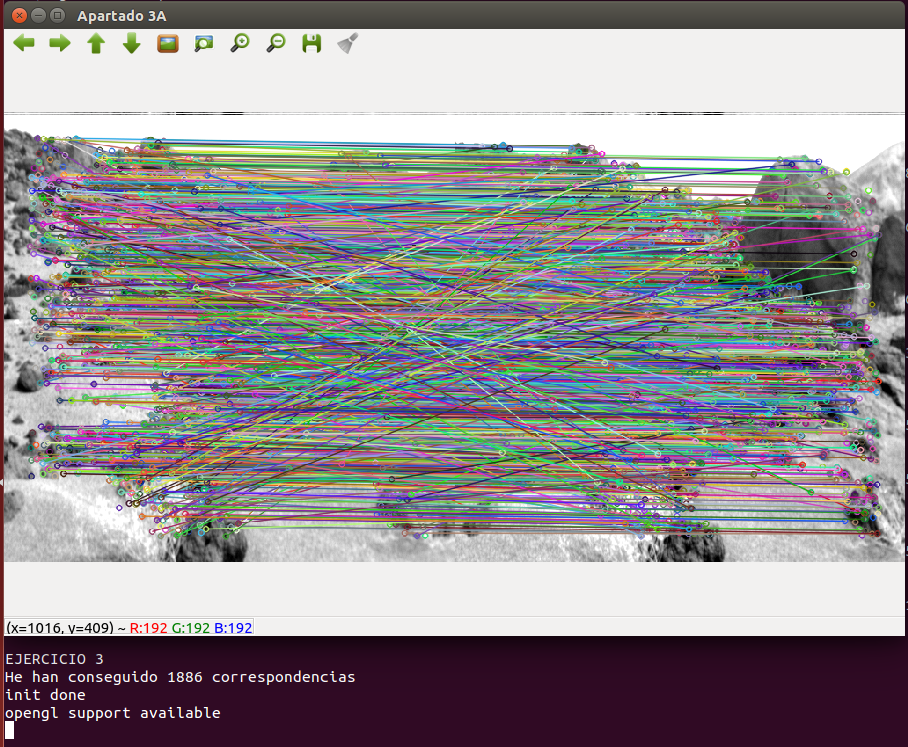 Apartado 3A
(x=1016, y=409) ~ R:192 G:192 B:192
EJERCICIO 3
He han conseguido 1886 correspondencias
init done
opengl support available